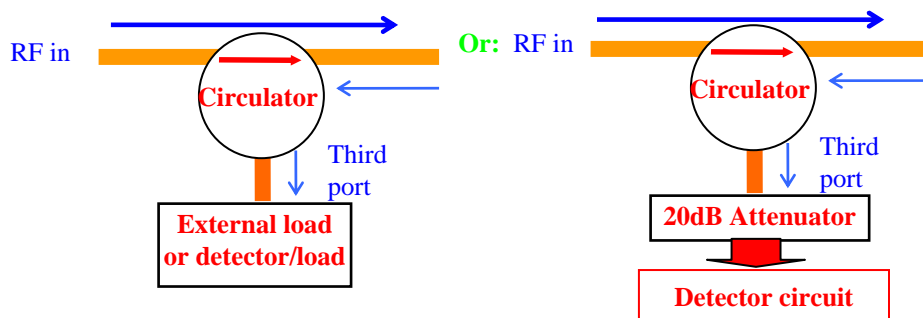 RF in
Circulator
Third
port
External load
or detector/load
Or: RF in
Circulator
Third
port
20dB Attenuator
Detector circuit